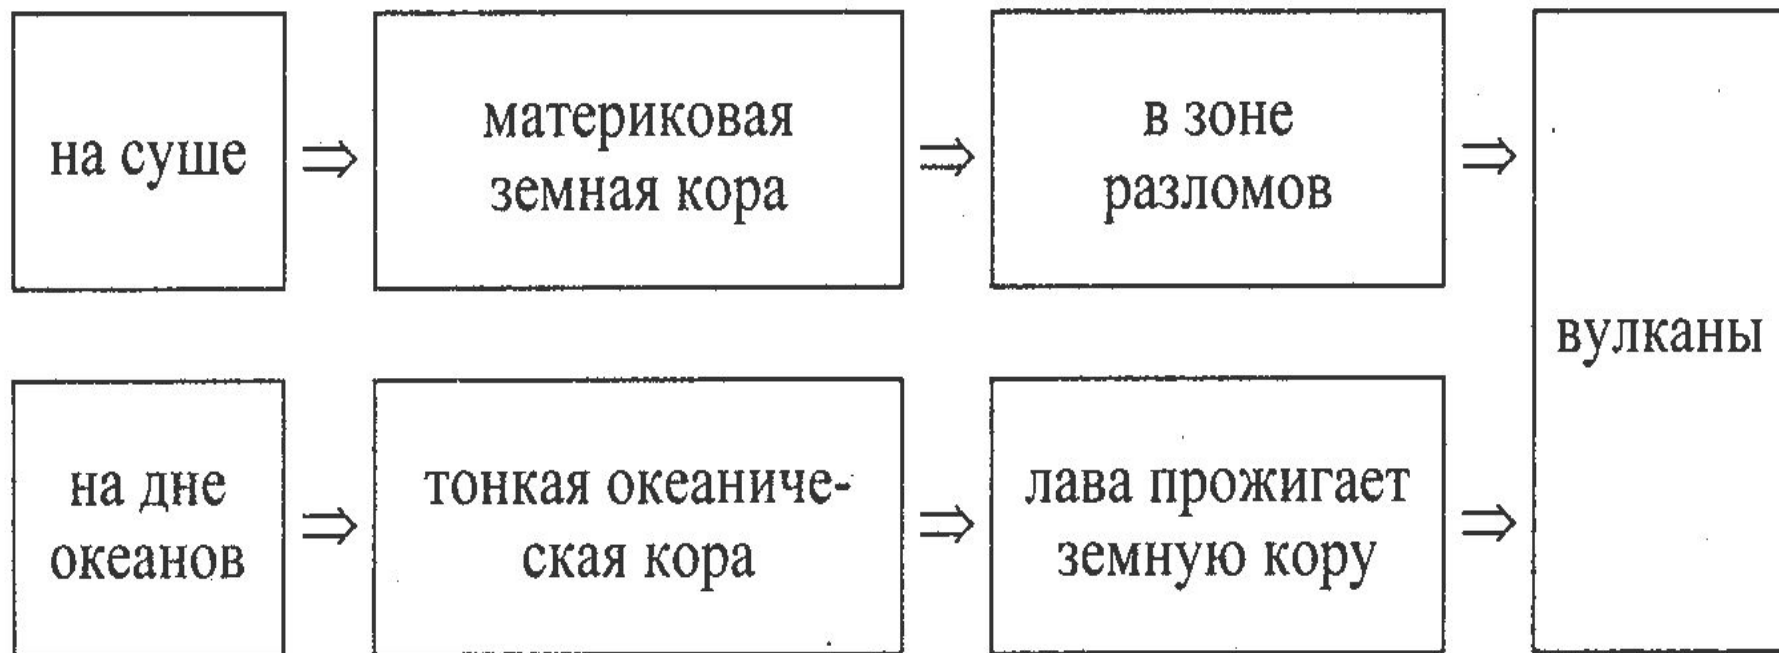 на суше
материковая
земная кора
в зоне
разломов
вулканы
на дне
океанов
тонкая океаниче-
ская кора
лава прожигает
земную кору